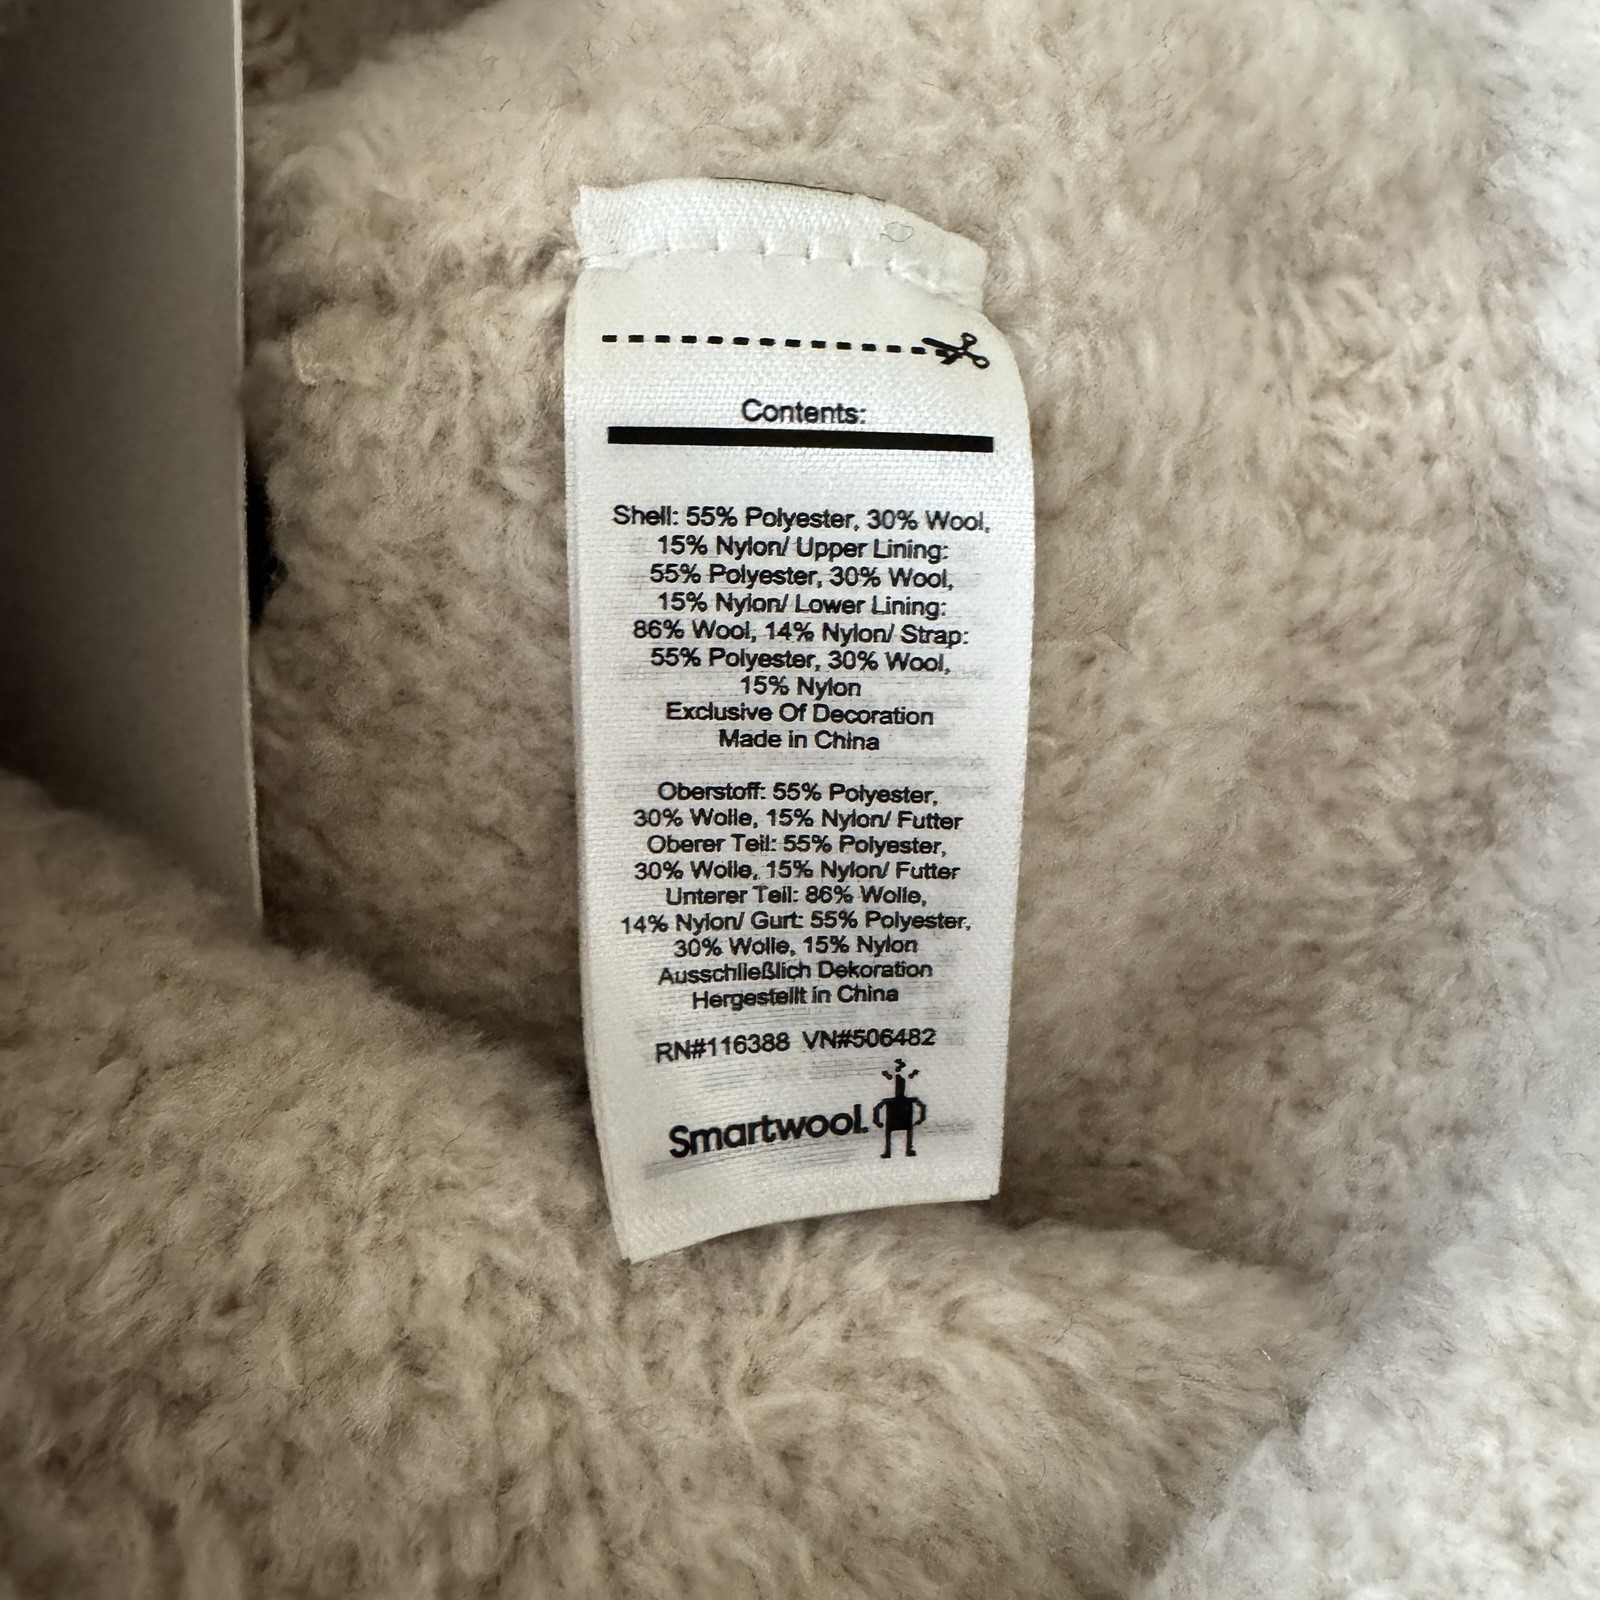 Contents:
Shell: 55% Polyester, 30% Wool,
15% Nylon/ Upper Lining:
55% Polyester, 30% Wool,
15% Nylon/ Lower Lining:
86% Wool, 14% Nylon/ Strap:
55% Polyester, 30% Wool,
15% Nylon
Exclusive Of Decoration
Made in China
Oberstoff: 55% Polyester,
30% Wolle, 15% Nylon/ Futter
Oberer Teil: 55% Polyester,
30% Wolle, 15% Nylon/ Futter
Unterer Teil: 86% Wolle,
14% Nylon/ Gurt: 55% Polyester,
30% Wolle, 15% Nylon
Ausschließlich Dekoration
Hergestellt in China
RN#116388 VN#506482
Smartwool